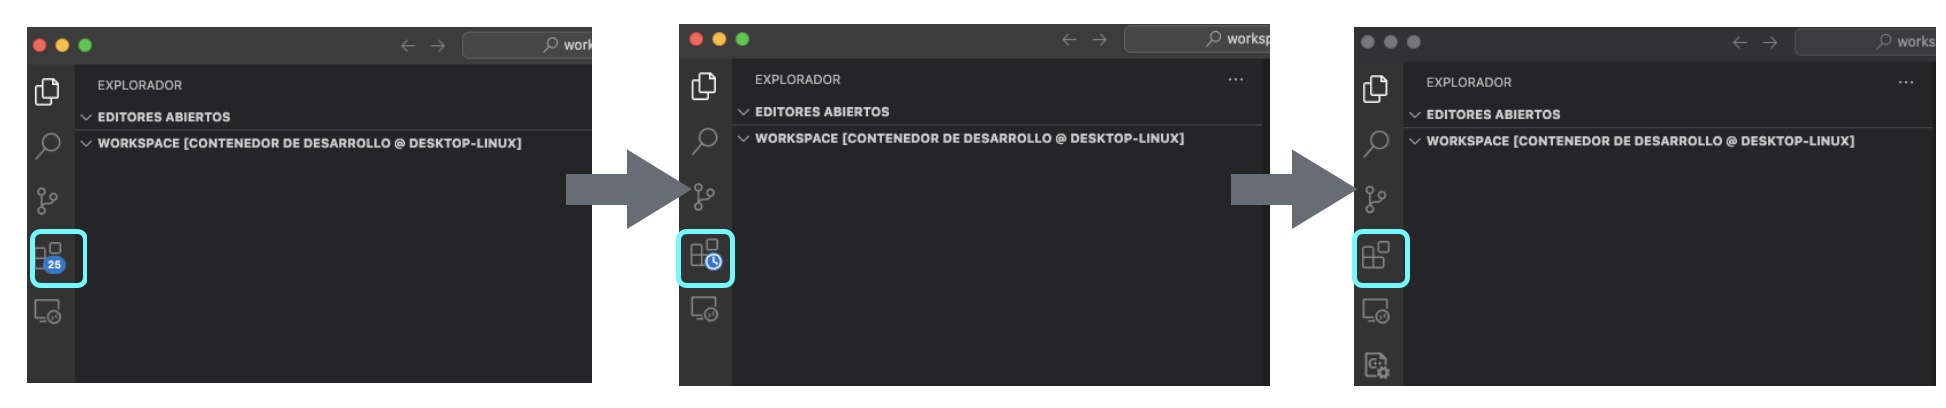 work
EXPLORADOR
EDITORES ABIERTOS
WORKSPACE [CONTENEDOR DE DESARROLLO @ DESKTOP-LINUX]
25
worksp
EXPLORADOR
EDITORES ABIERTOS
WORKSPACE [CONTENEDOR DE DESARROLLO @ DESKTOP-LINUX]
works
EXPLORADOR
EDITORES ABIERTOS
WORKSPACE [CONTENEDOR DE DESARROLLO @ DESKTOP-LINUX]